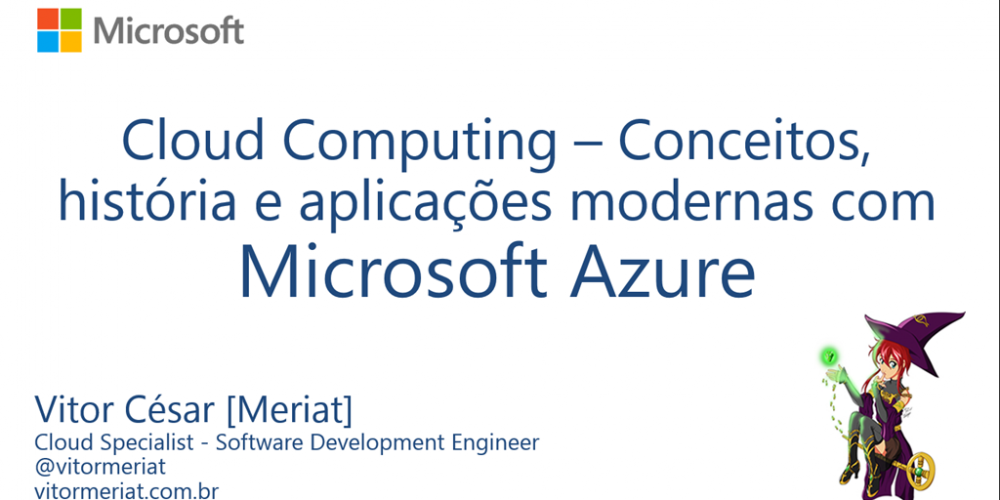 Microsoft
Cloud Computing – Conceitos,
história e aplicações modernas com
Microsoft Azure
Vitor César [Meriat]
Cloud Specialist - Software Development Engineer
@vitormeriat
vitormeriat.com.br